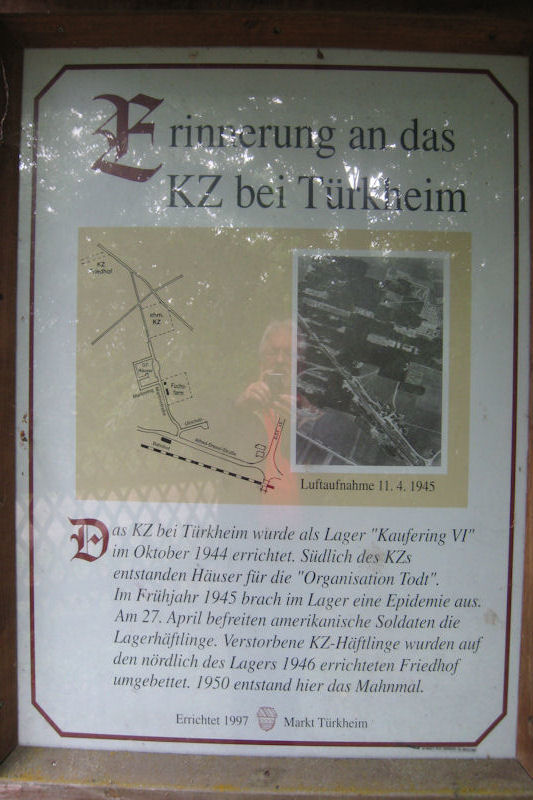 Erinnerung an das
KZ bei Türkheim
KZ
ehm.
KZ
Bahnhof
Luftaufnahme 11. 4. 1945
Das KZ bei Türkheim wurde als Lager "Kaufering VI"
im Oktober 1944 errichtet. Südlich des KZs
entstanden Häuser für die "Organisation Todt".
Im Frühjahr 1945 brach im Lager eine Epidemie aus.
Am 27. April befreiten amerikanische Soldaten die
Lagerhäftlinge. Verstorbene KZ-Häftlinge wurden auf
den nördlich des Lagers 1946 errichteten Friedhof
umgebettet. 1950 entstand hier das Mahnmal.
Errichtet 1997 Markt Türkheim